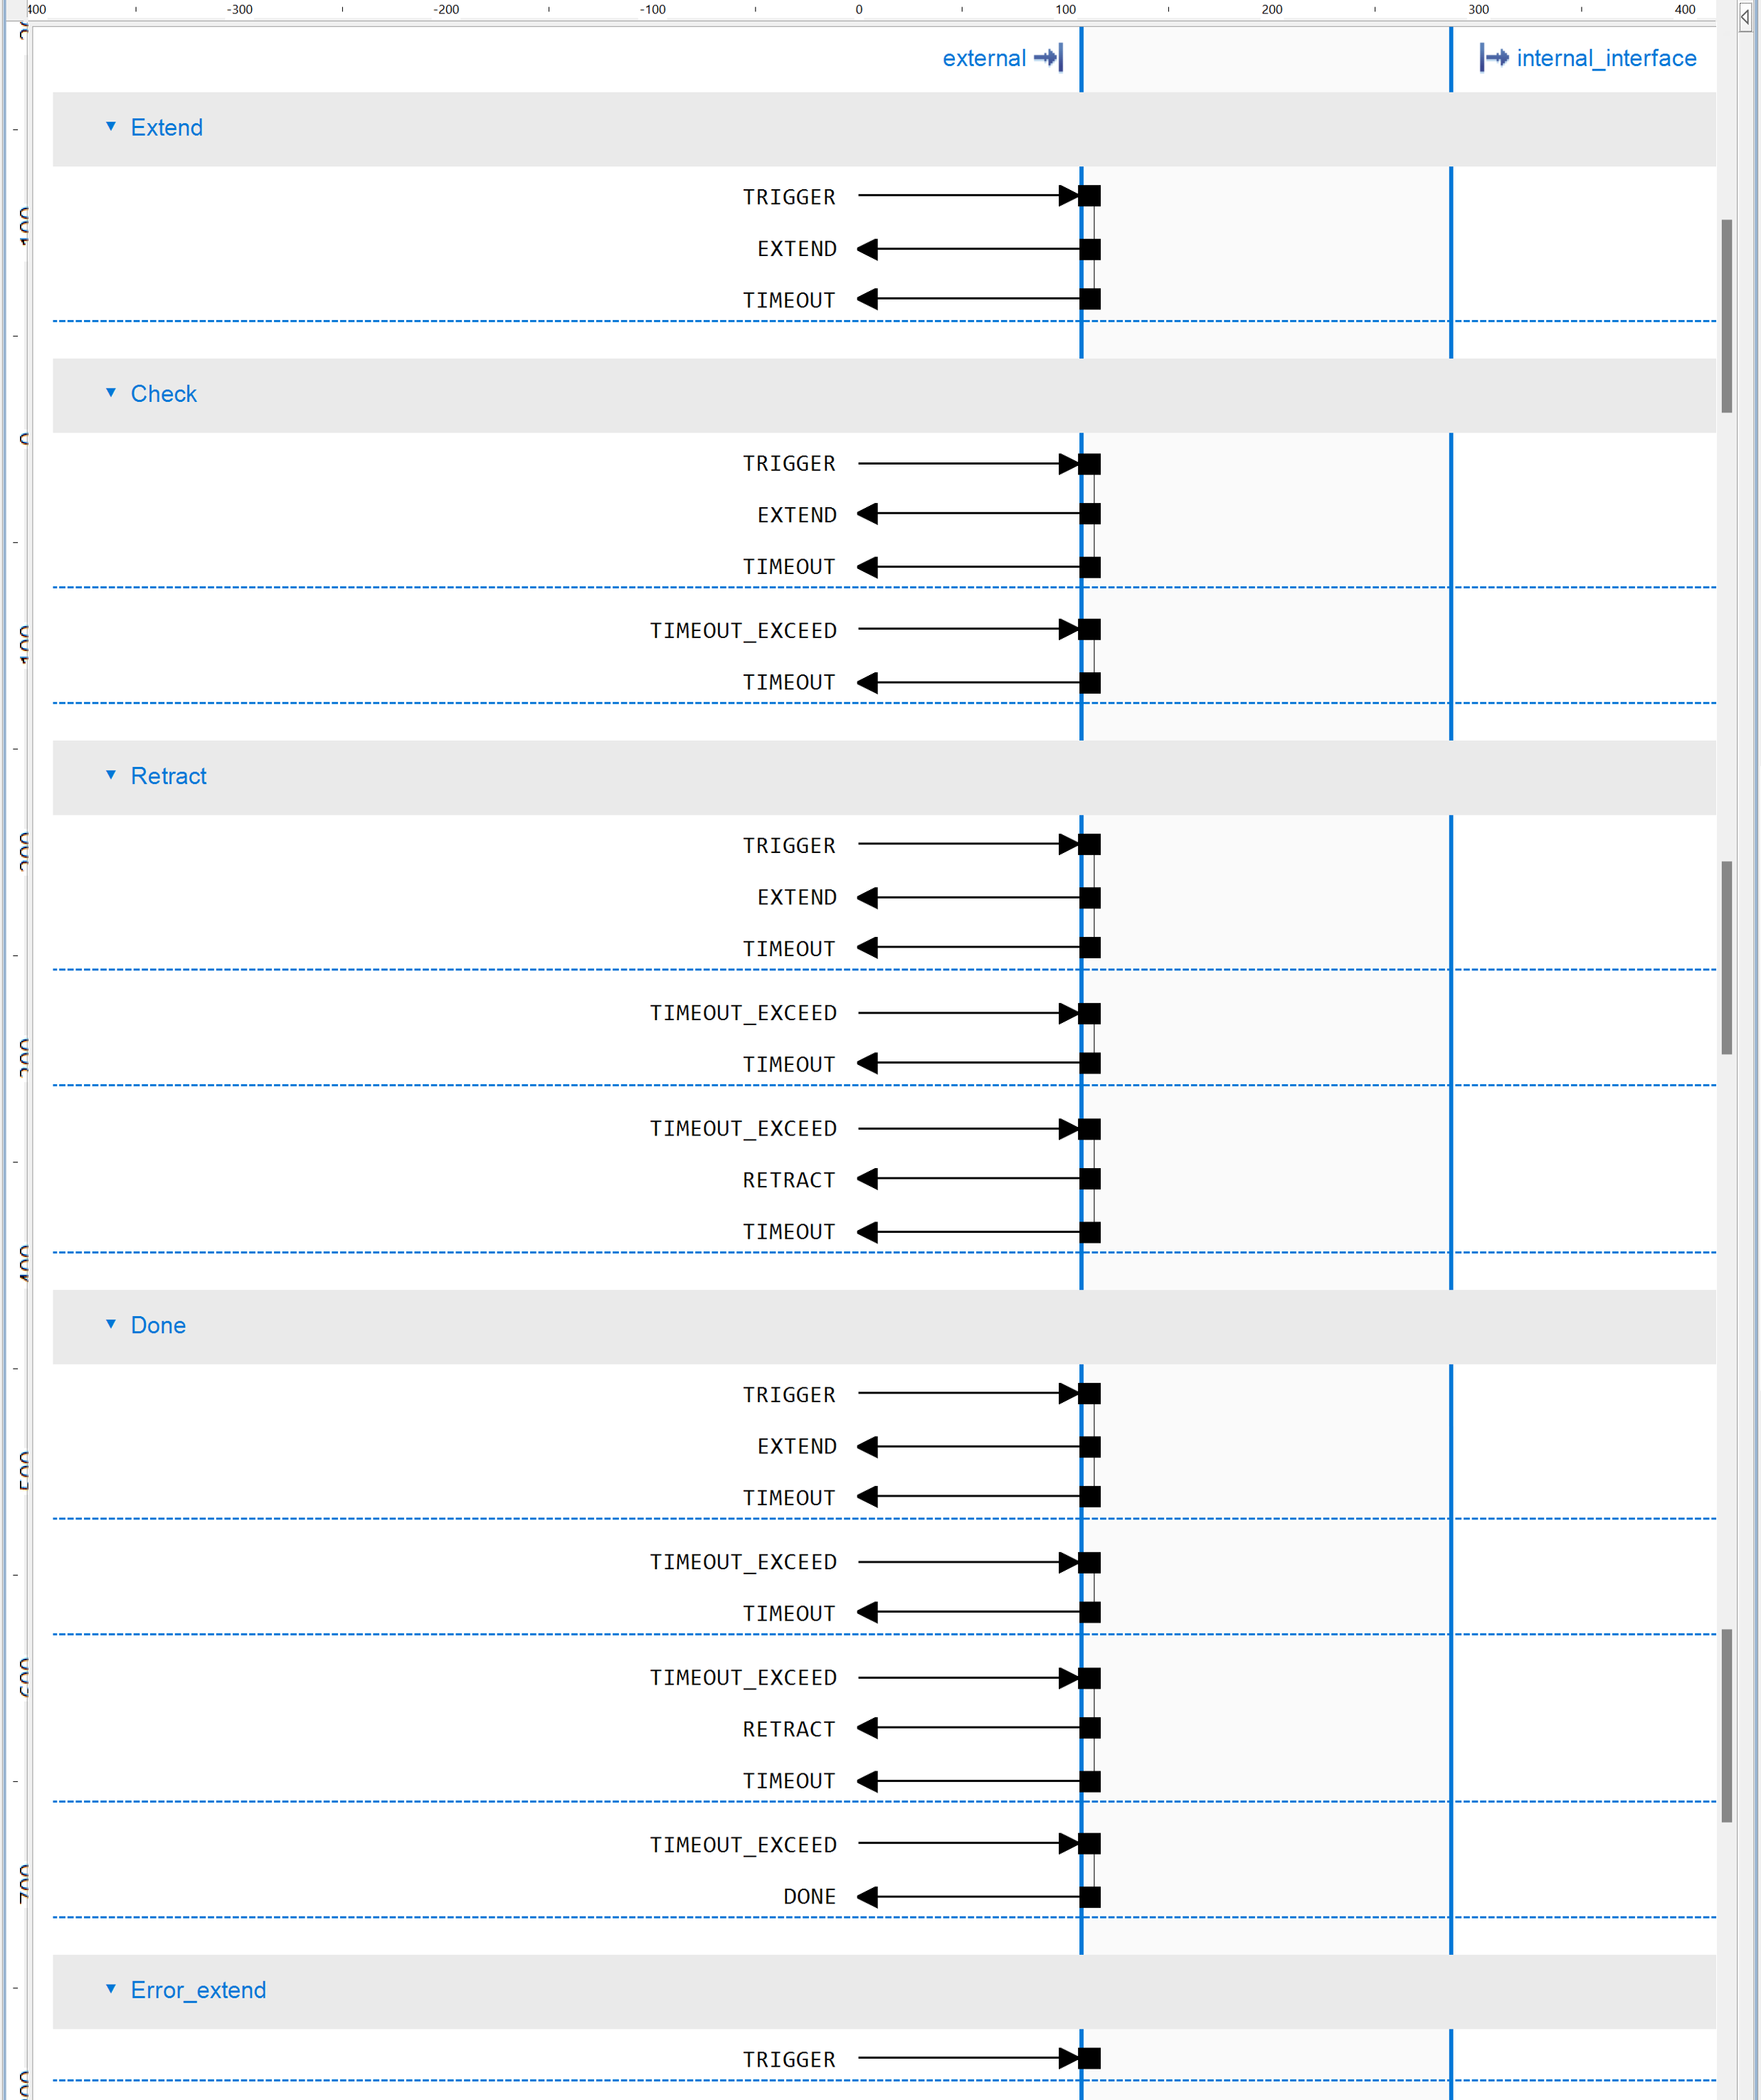 -300 -200 -100 0 100 200 300 400
external internal_interface
Extend
TRIGGER
EXTEND
TIMEOUT
Check
TRIGGER
EXTEND
TIMEOUT
TIMEOUT_EXCEED
TIMEOUT
Retract
TRIGGER
EXTEND
TIMEOUT
TIMEOUT_EXCEED
TIMEOUT
TIMEOUT_EXCEED
RETRACT
TIMEOUT
Done
TRIGGER
EXTEND
TIMEOUT
TIMEOUT_EXCEED
TIMEOUT
TIMEOUT_EXCEED
RETRACT
TIMEOUT
TIMEOUT_EXCEED
DONE
Error_extend
TRIGGER